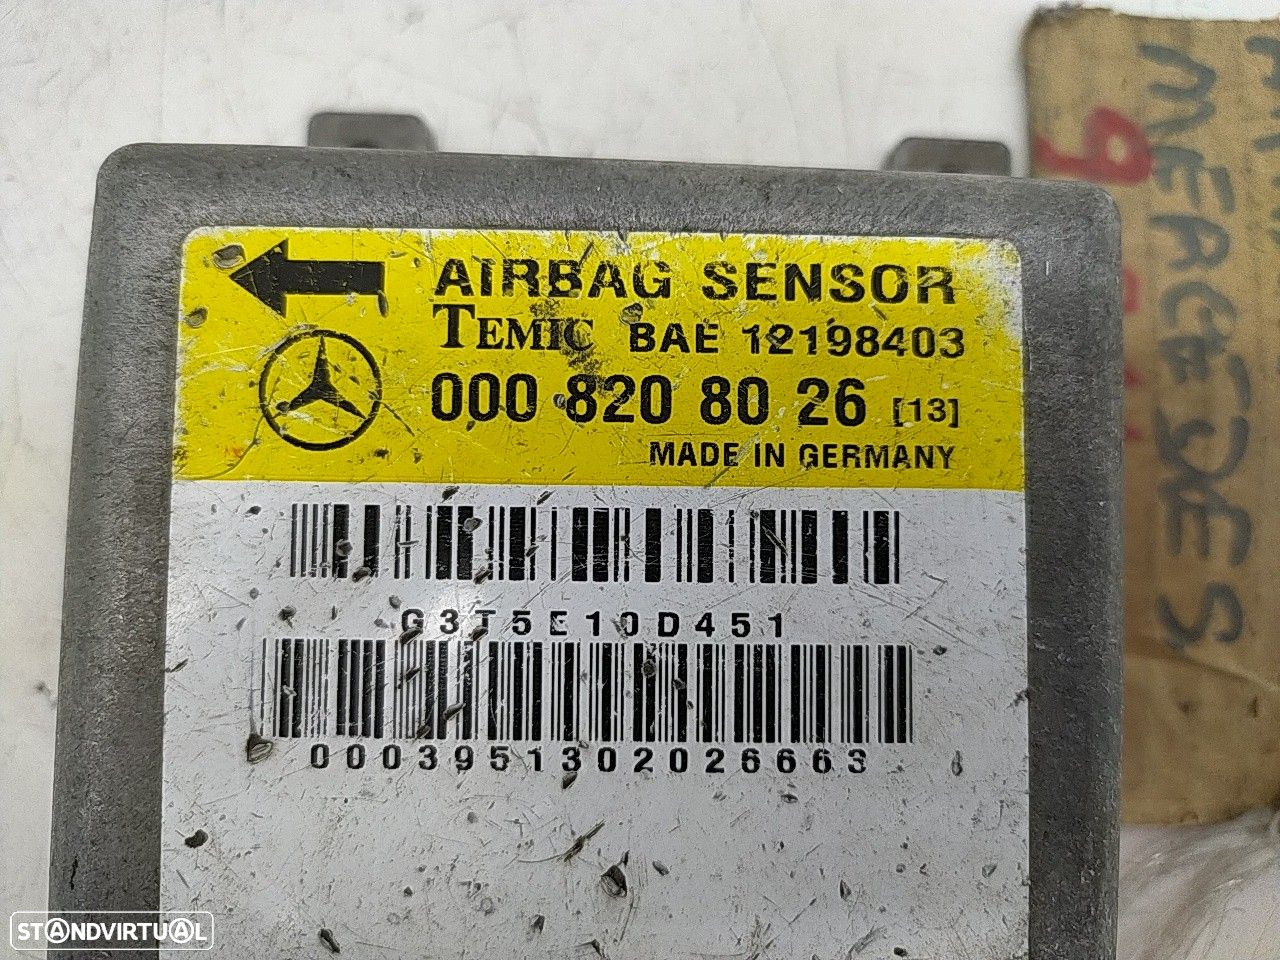 AIRBAG SENSOR
TEMIC BAE 12198403
000 820 80 26 [13]
MADE IN GERMANY
G3T5E10D451
0003951302026663
MERCEDES
STANDVIRTUAL